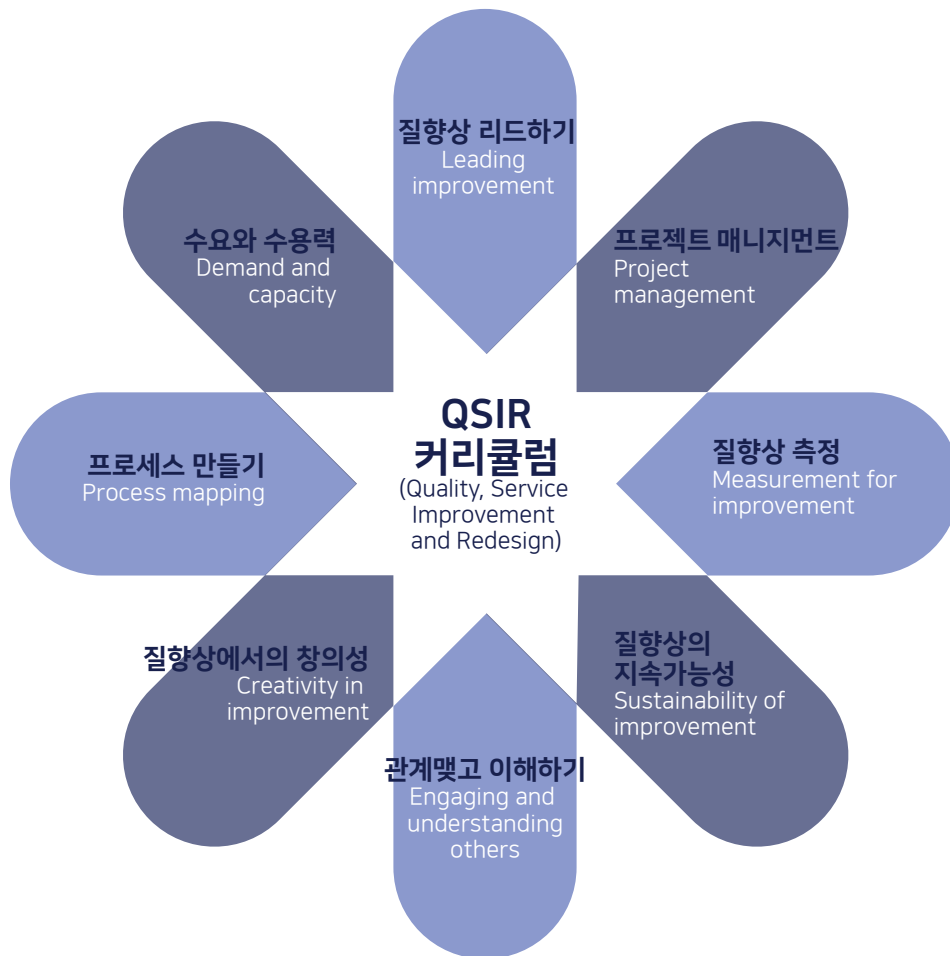 질향상 리드하기
Leading
improvement
수요와 수용력
Demand and
capacity
프로젝트 매니지먼트
Project
management
QSIR
커리큘럼
(Quality, Service
Improvement
and Redesign)
프로세스 만들기
Process mapping
질향상 측정
Measurement for
improvement
질향상에서의 창의성
Creativity in
improvement
질향상의
지속가능성
Sustainability of
improvement
관계맺고 이해하기
Engaging and
understanding
others